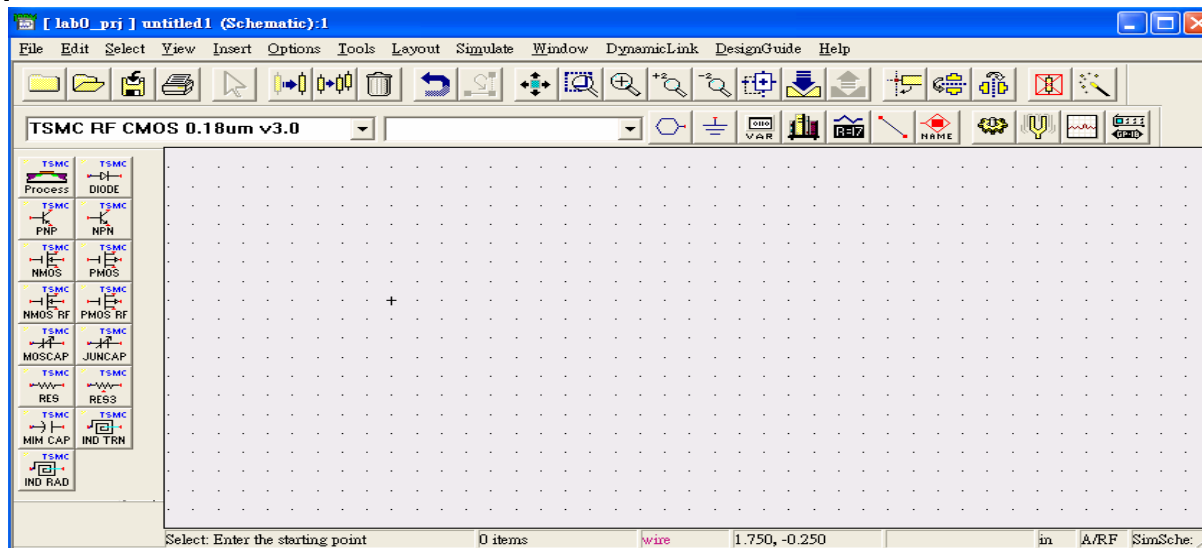 [ lab0_prj ] untitled1 (Schematic):1
File Edit Select View Insert Options Tools Layout Simulate Window DynamicLink DesignGuide Help
+2 -2
TSMC RF CMOS 0.18um v3.0 VAR NAME GPIB
TSMC TSMC
Process DIODE
TSMC TSMC
PNP NPN
TSMC TSMC
NMOS PMOS
TSMC TSMC
NMOS RF PMOS RF
TSMC TSMC
MOSCAP JUNCAP
TSMC TSMC
RES RES3
TSMC TSMC
MIM CAP IND TRN
TSMC
IND RAD
Select: Enter the starting point 0 items wire 1.750, -0.250 in A/RF SimSche: